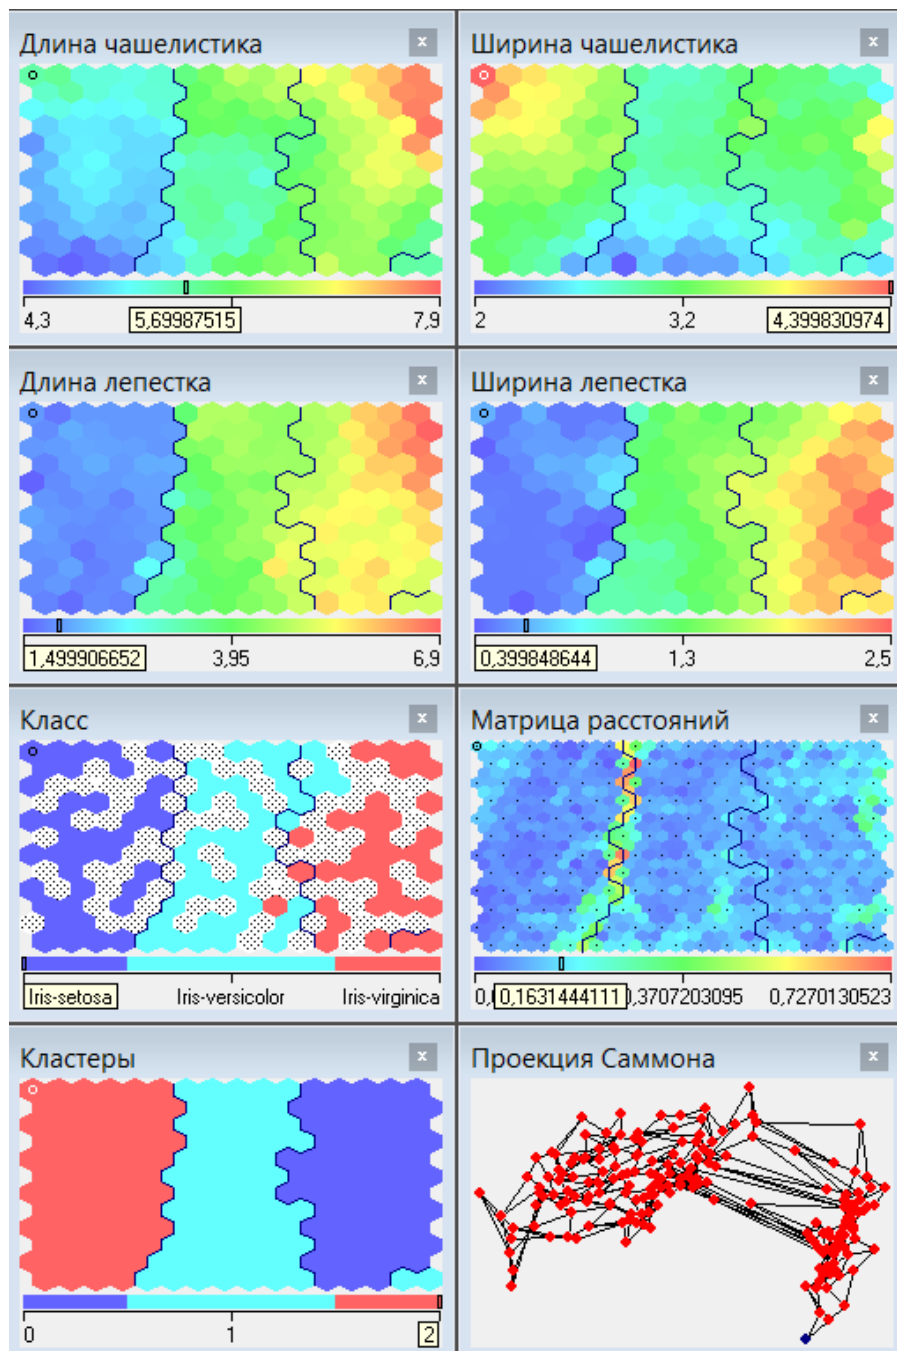 Длина чашелистика
x
Ширина чашелистика
x
4,3
5,69987515
7,9
2
3,2
4,399830974
Длина лепестка
x
Ширина лепестка
x
1,499906652
3,95
6,9
0,399848644
1,3
2,5
Класс
x
Матрица расстояний
x
Iris-setosa
Iris-versicolor
Iris-virginica
0,1631444111
,3707203095
0,7270130523
Кластеры
x
Проекция Саммона
x
0
1
2